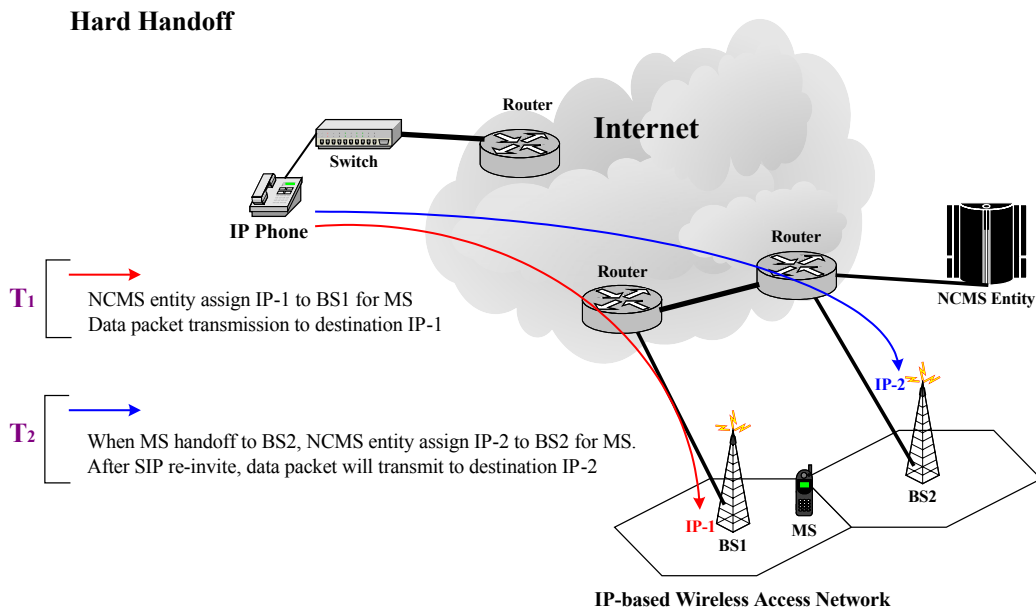 Hard Handoff
Router
Internet
Switch
IP Phone
Router
Router
NCMS Entity
T1
NCMS entity assign IP-1 to BS1 for MS
Data packet transmission to destination IP-1
IP-2
T2
When MS handoff to BS2, NCMS entity assign IP-2 to BS2 for MS.
After SIP re-invite, data packet will transmit to destination IP-2
BS2
IP-1
MS
BS1
IP-based Wireless Access Network